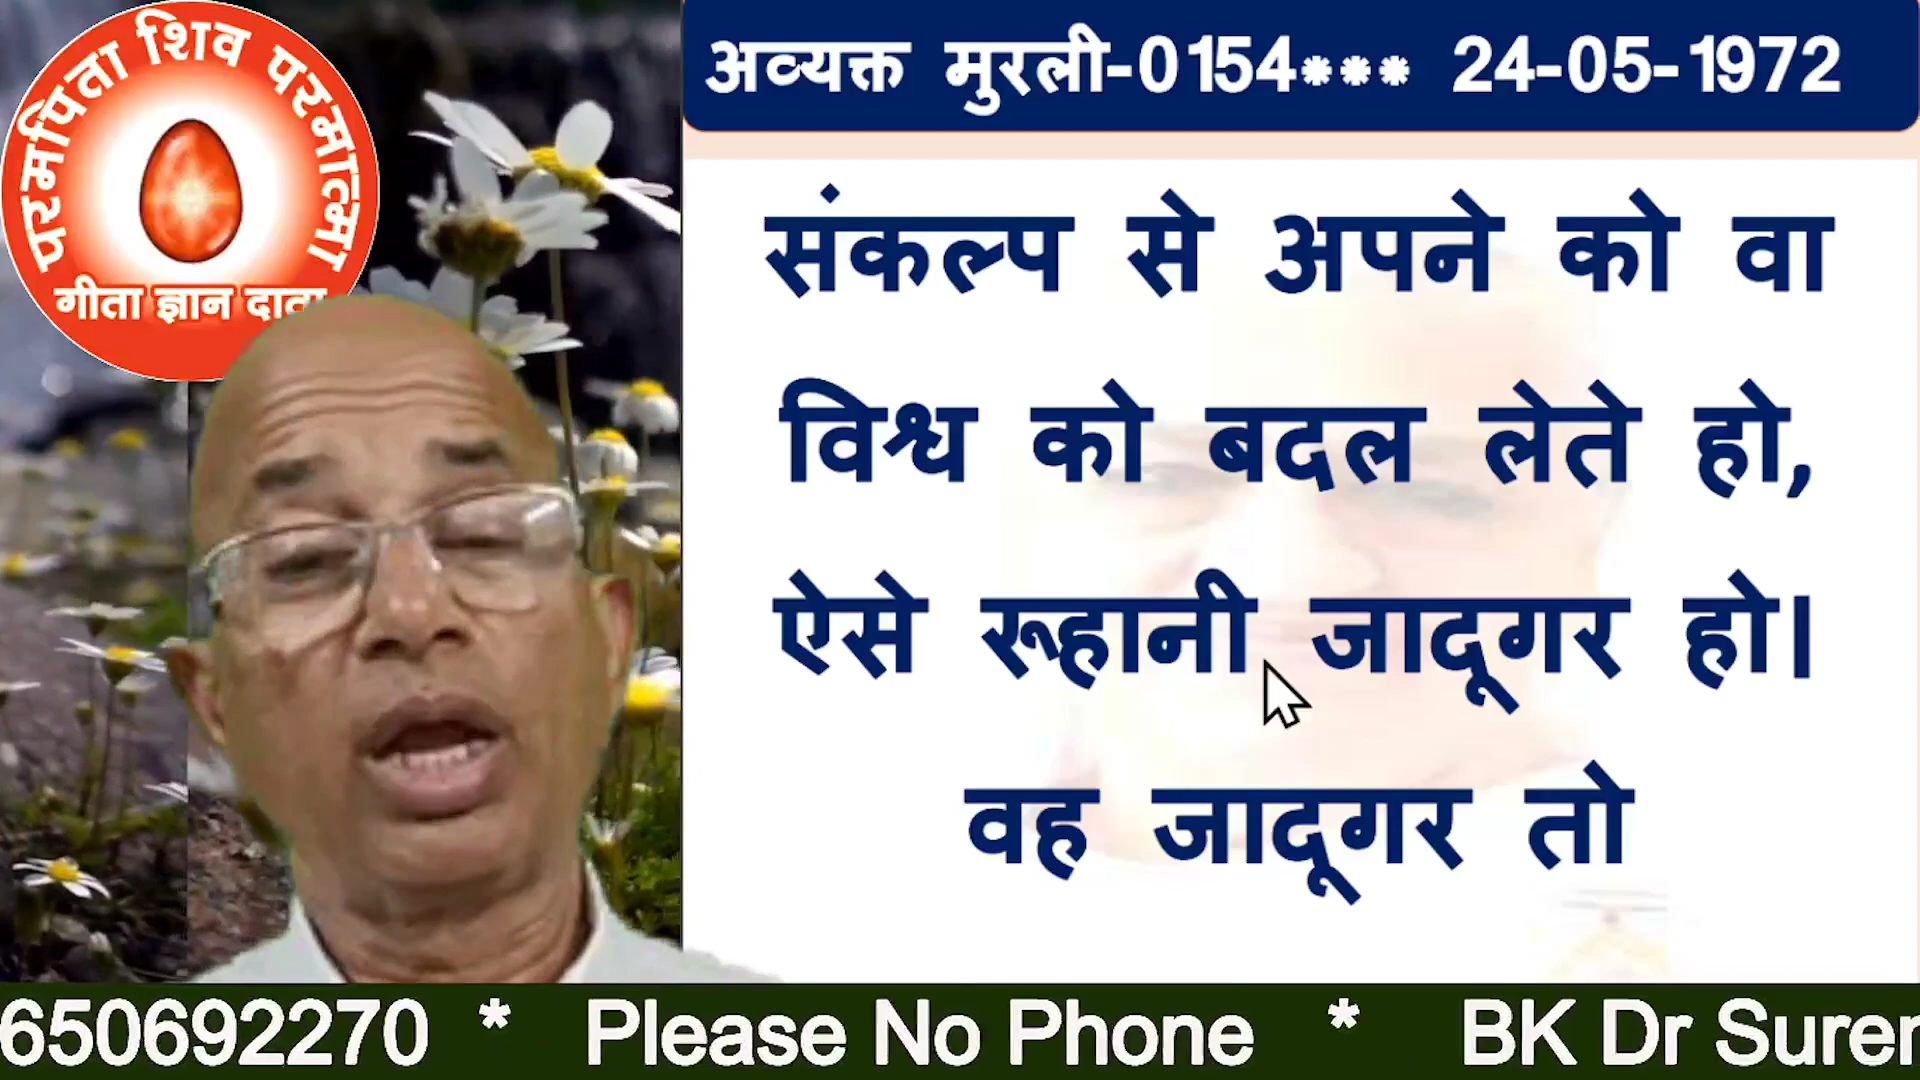 परमपिता शिव परमात्मा
गीता ज्ञान
अव्यक्त मुरली-0154*** 24-05-1972
संकल्प से अपने को वा
विश्व को बदल लेते हो,
ऐसे रूहानी जादूगर हो।
वह जादूगर तो
650692270 * Please No Phone * BK Dr Suren